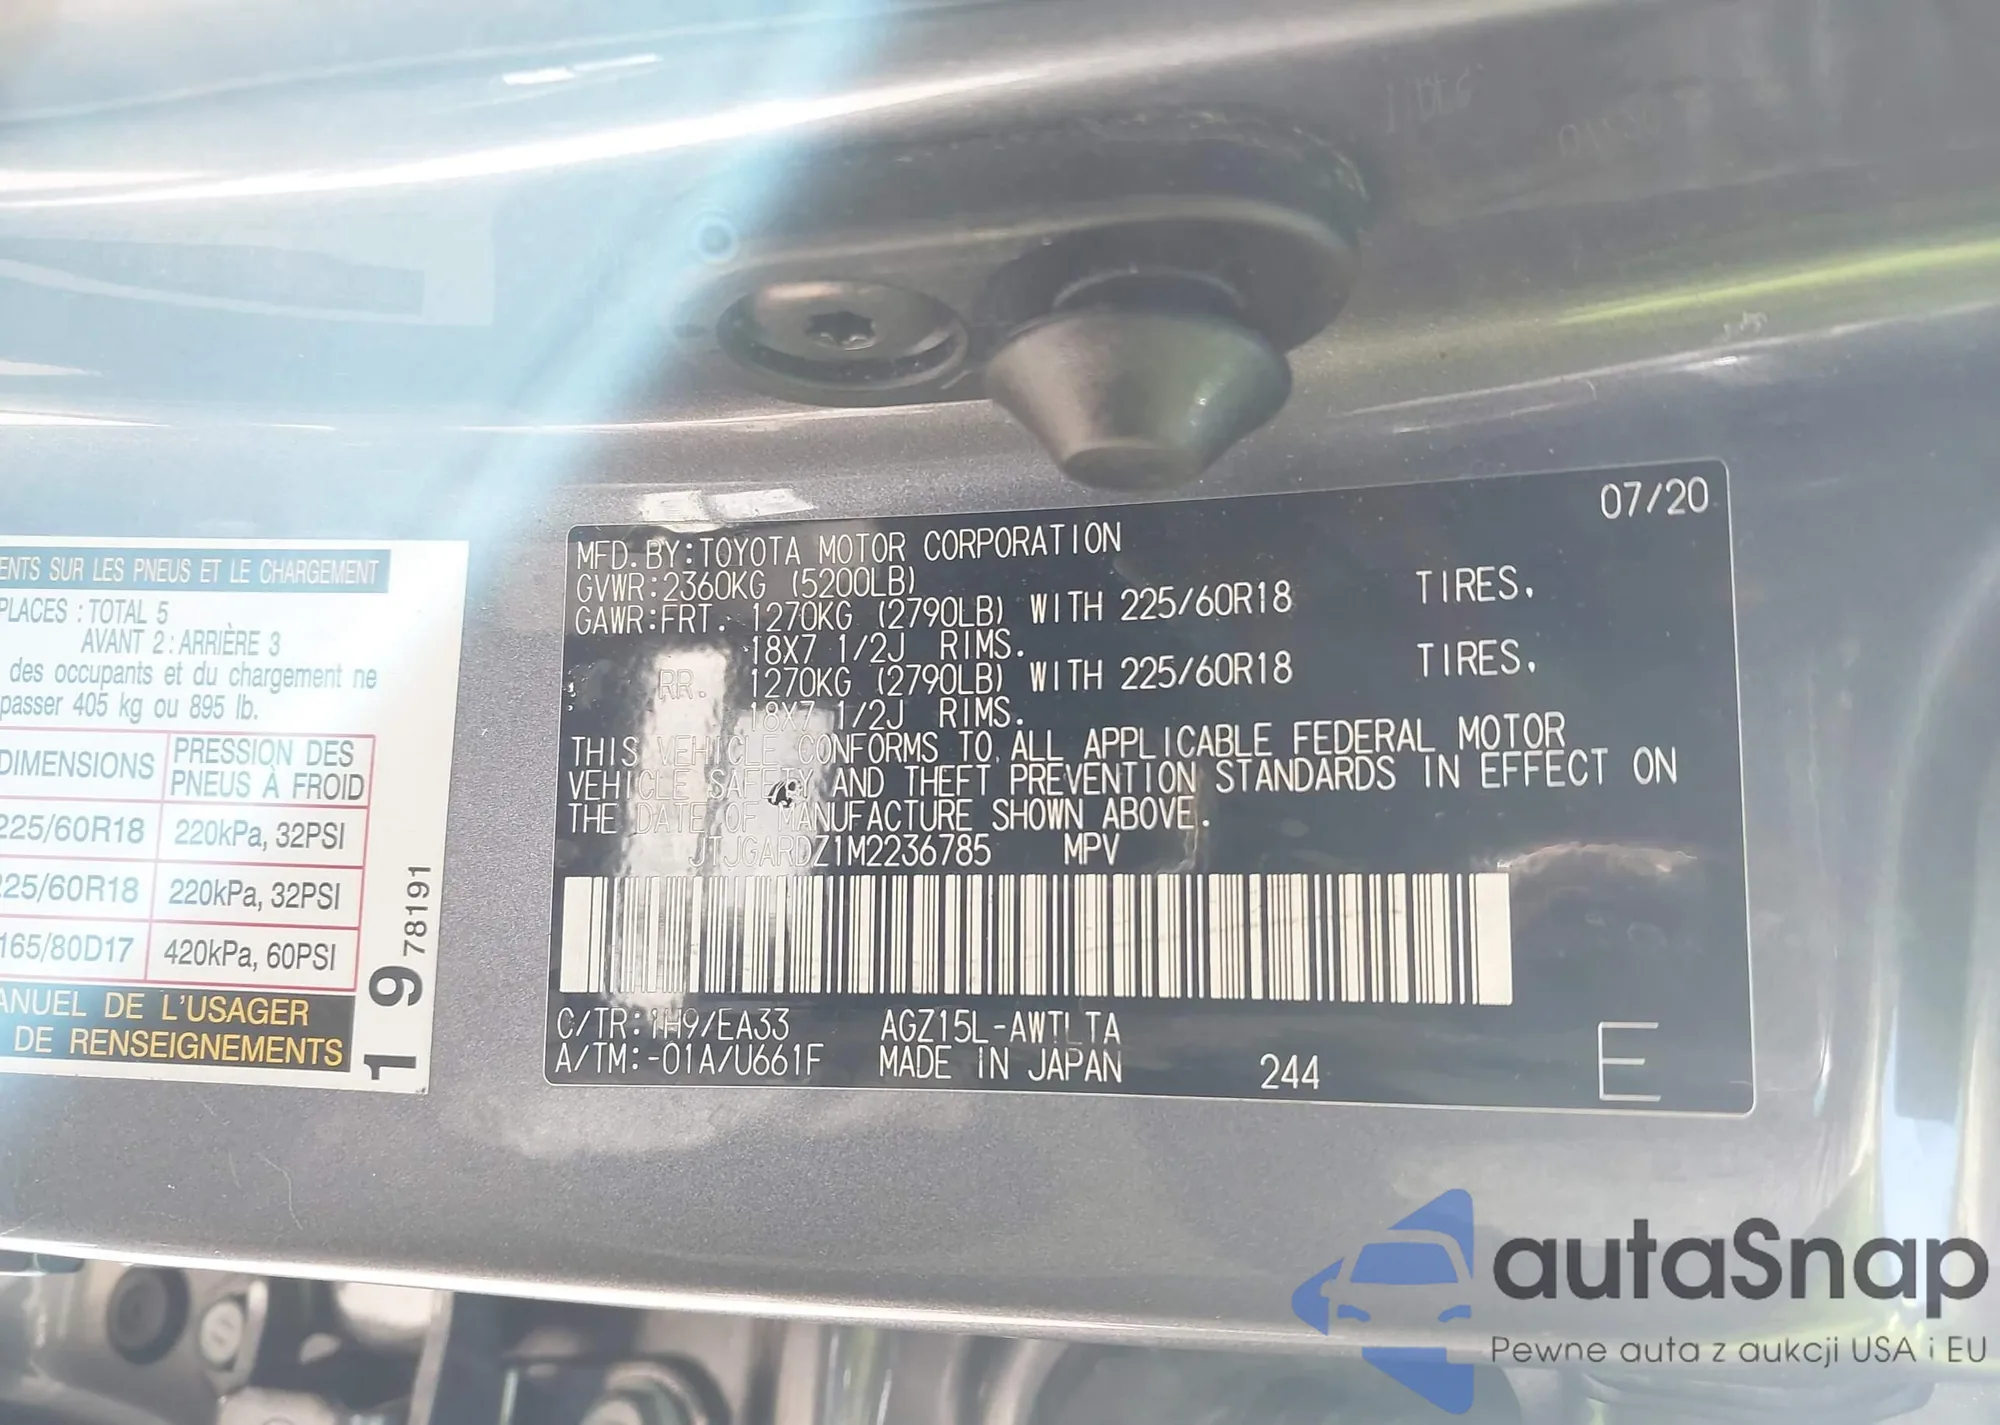 ENTS SUR LES PNEUS ET LE CHARGEMENT
PLACES : TOTAL 5
AVANT 2 : ARRIÈRE 3
des occupants et du chargement ne
passer 405 kg ou 895 lb.
DIMENSIONS PRESSION DES PNEUS À FROID
225/60R18 220kPa, 32PSI
225/60R18 220kPa, 32PSI
165/80D17 420kPa, 60PSI
ANUEL DE L'USAGER
DE RENSEIGNEMENTS
1978191
07/20
MFD. BY:TOYOTA MOTOR CORPORATION
GVWR:2360KG (5200LB)
GAWR:FRT. 1270KG (2790LB) WITH 225/60R18 TIRES,
18X7 1/2J RIMS.
RR. 1270KG (2790LB) WITH 225/60R18 TIRES,
18X7 1/2J RIMS.
THIS VEHICLE CONFORMS TO ALL APPLICABLE FEDERAL MOTOR
VEHICLE SAFETY AND THEFT PREVENTION STANDARDS IN EFFECT ON
THE DATE OF MANUFACTURE SHOWN ABOVE.
JTJGARDZ1M2236785 MPV
C/TR:1H9/EA33 AGZ15L-AWTLTA
A/TM:-01A/U661F MADE IN JAPAN 244 E
autaSnap
Pewne auta z aukcji USA i EU